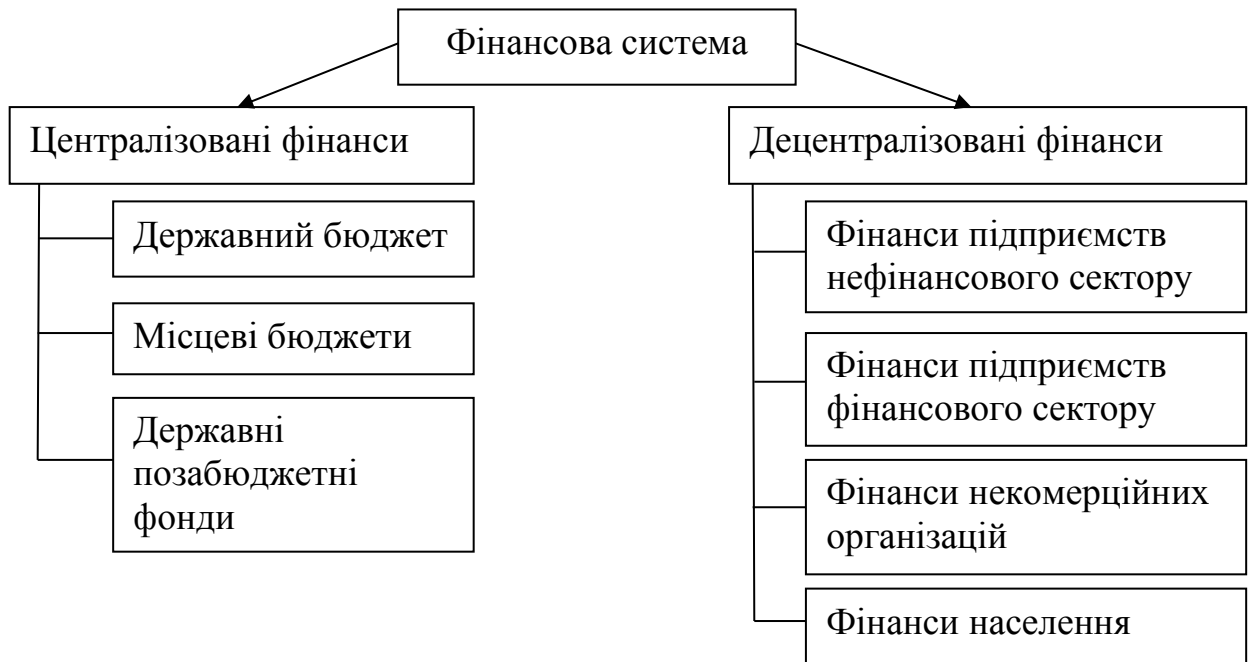 Фінансова система
Централізовані фінанси
Державний бюджет
Місцеві бюджети
Державні
позабюджетні
фонди
Децентралізовані фінанси
Фінанси підприємств
нефінансового сектору
Фінанси підприємств
фінансового сектору
Фінанси некомерційних
організацій
Фінанси населення